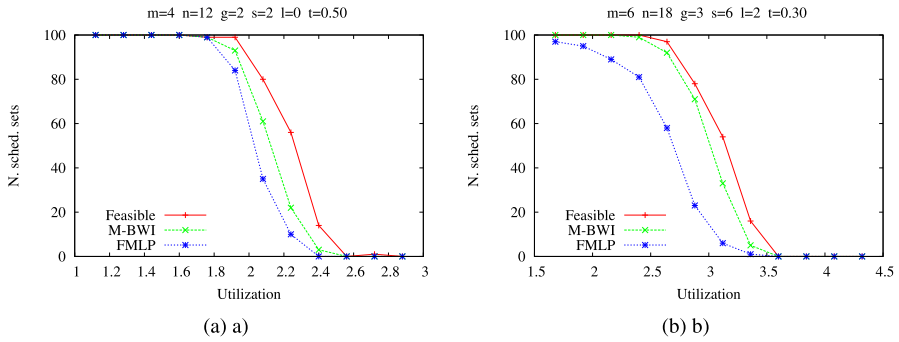 m=4 n=12 g=2 s=2 l=0 t=0.50
100
80
60
40
20
0
N. sched. sets
Feasible
M-BWI
FMLP
1 1.2 1.4 1.6 1.8 2 2.2 2.4 2.6 2.8 3
Utilization
(a) a)
m=6 n=18 g=3 s=6 l=2 t=0.30
100
80
60
40
20
0
N. sched. sets
Feasible
M-BWI
FMLP
1.5 2 2.5 3 3.5 4 4.5
Utilization
(b) b)